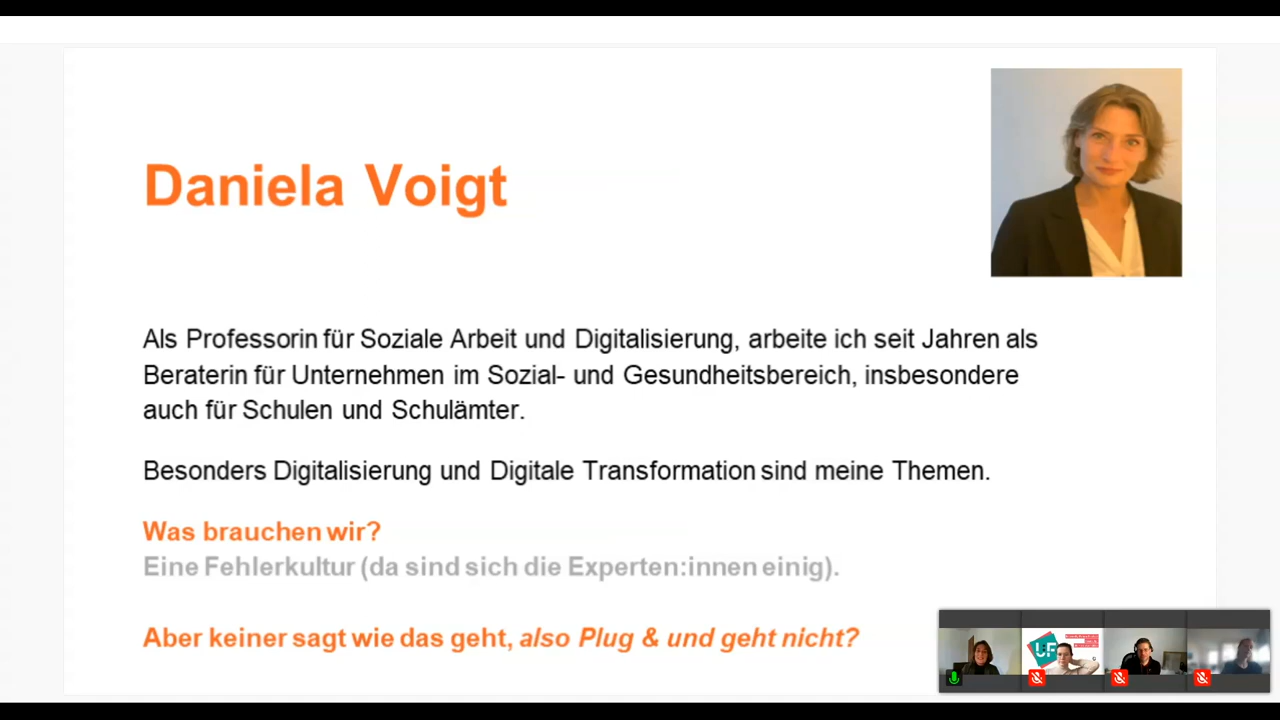 Daniela Voigt
Als Professorin für Soziale Arbeit und Digitalisierung, arbeite ich seit Jahren als
Beraterin für Unternehmen im Sozial- und Gesundheitsbereich, insbesondere
auch für Schulen und Schulämter.
Besonders Digitalisierung und Digitale Transformation sind meine Themen.
Was brauchen wir?
Eine Fehlerkultur (da sind sich die Experten:innen einig).
Aber keiner sagt wie das geht, also Plug & und geht nicht?
UF